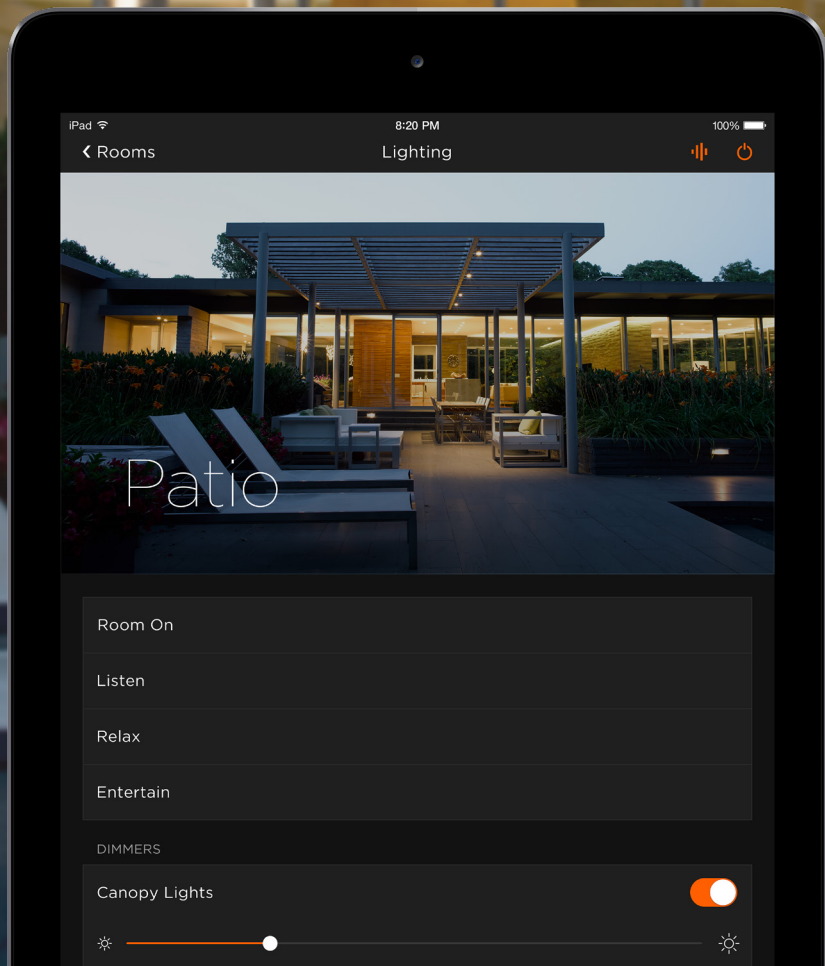 iPad
8:20 PM
100%
Rooms
Lighting
Patio
Room On
Listen
Relax
Entertain
DIMMERS
Canopy Lights